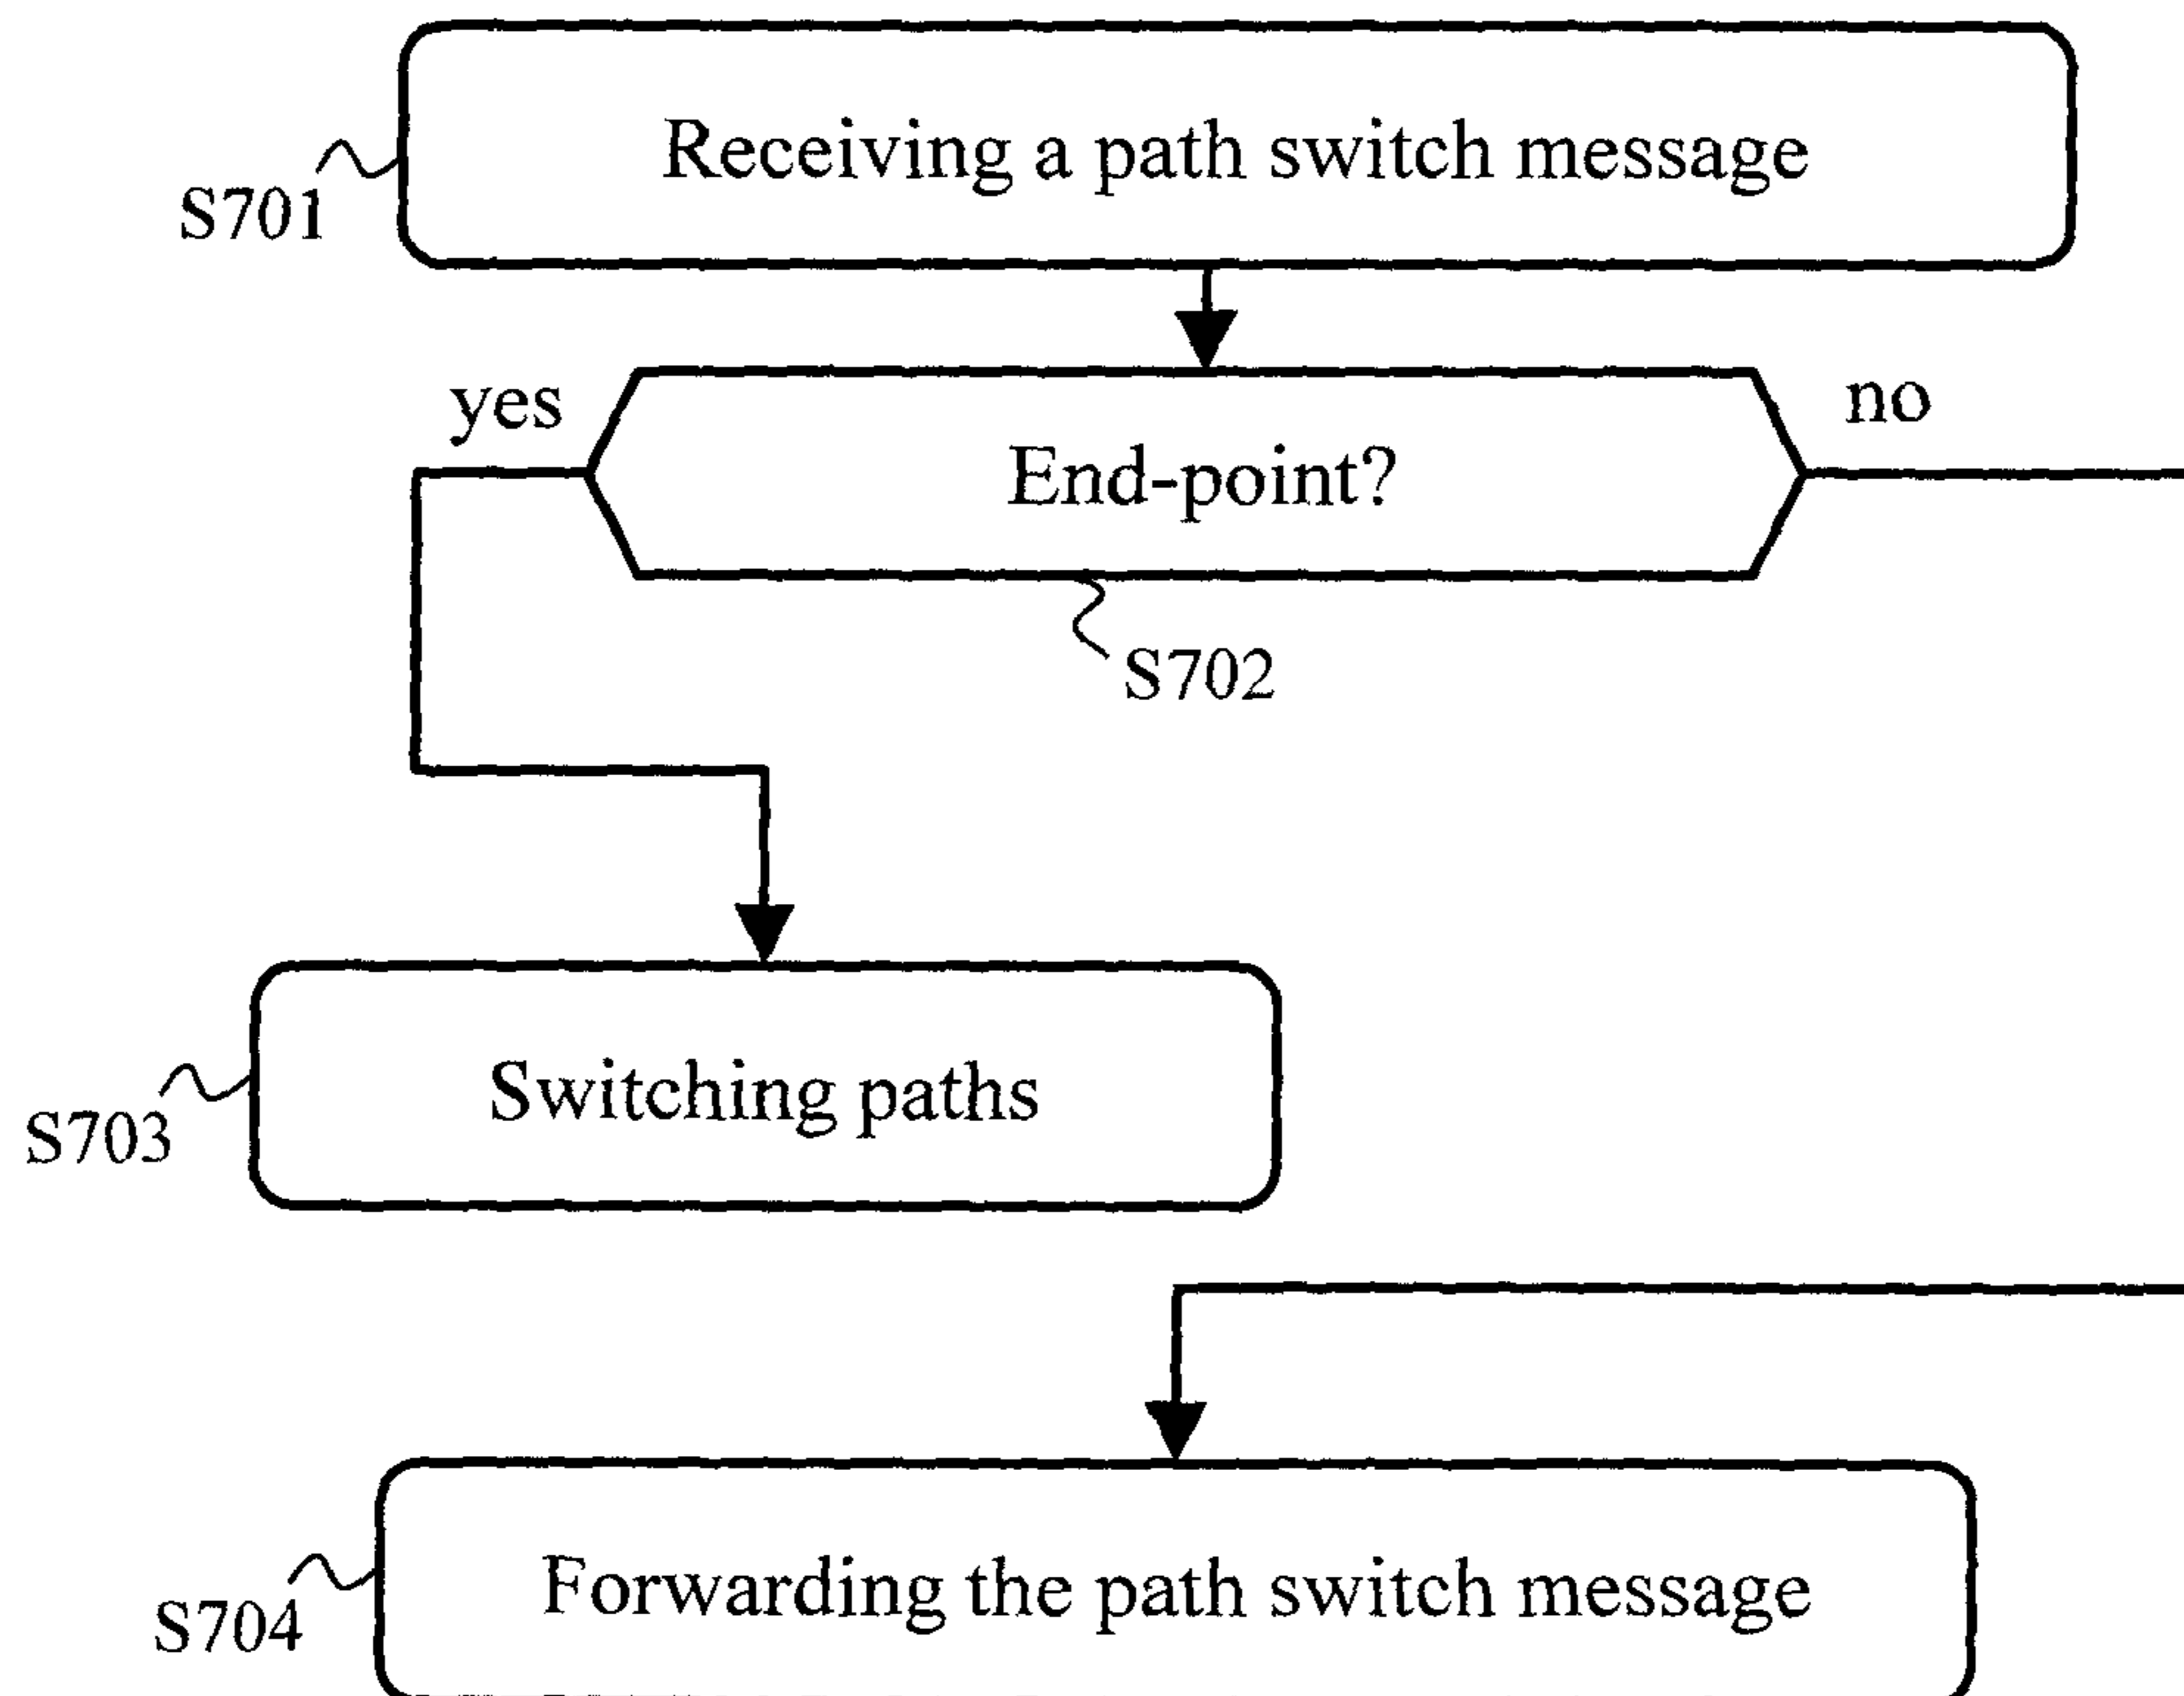 Receiving a path switch message
S701
yes
no
End-point?
S702
Switching paths
S703
Forwarding the path switch message
S704